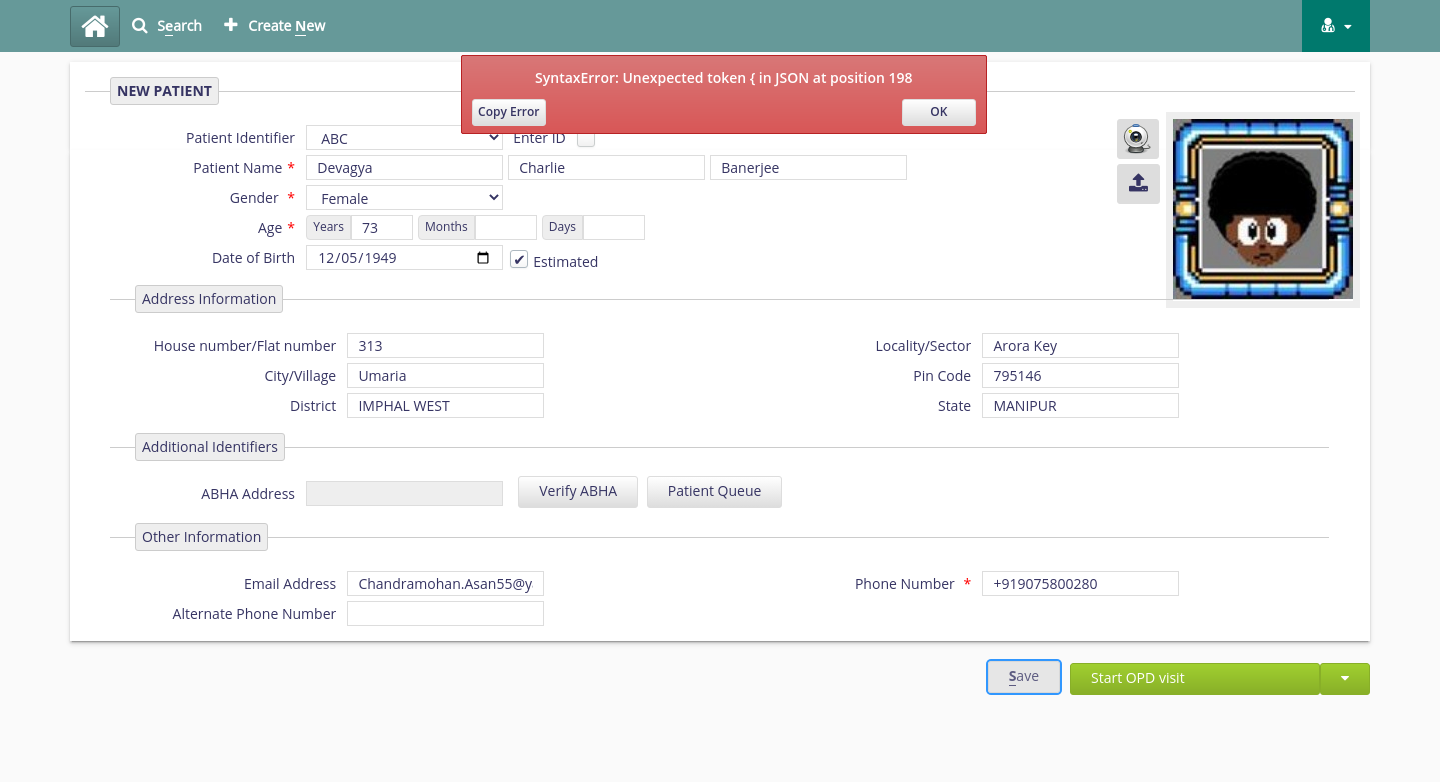 Search Create New
SyntaxError: Unexpected token { in JSON at position 198
Copy Error OK
NEW PATIENT
Patient Identifier ABC Enter ID
Patient Name * Devagya Charlie Banerjee
Gender * Female
Age * Years 73 Months Days
Date of Birth 12/05/1949 ✔ Estimated
Address Information
House number/Flat number 313 Locality/Sector Arora Key
City/Village Umaria Pin Code 795146
District IMPHAL WEST State MANIPUR
Additional Identifiers
ABHA Address Verify ABHA Patient Queue
Other Information
Email Address Chandramohan.Asan55@y Phone Number * +919075800280
Alternate Phone Number
Save Start OPD visit